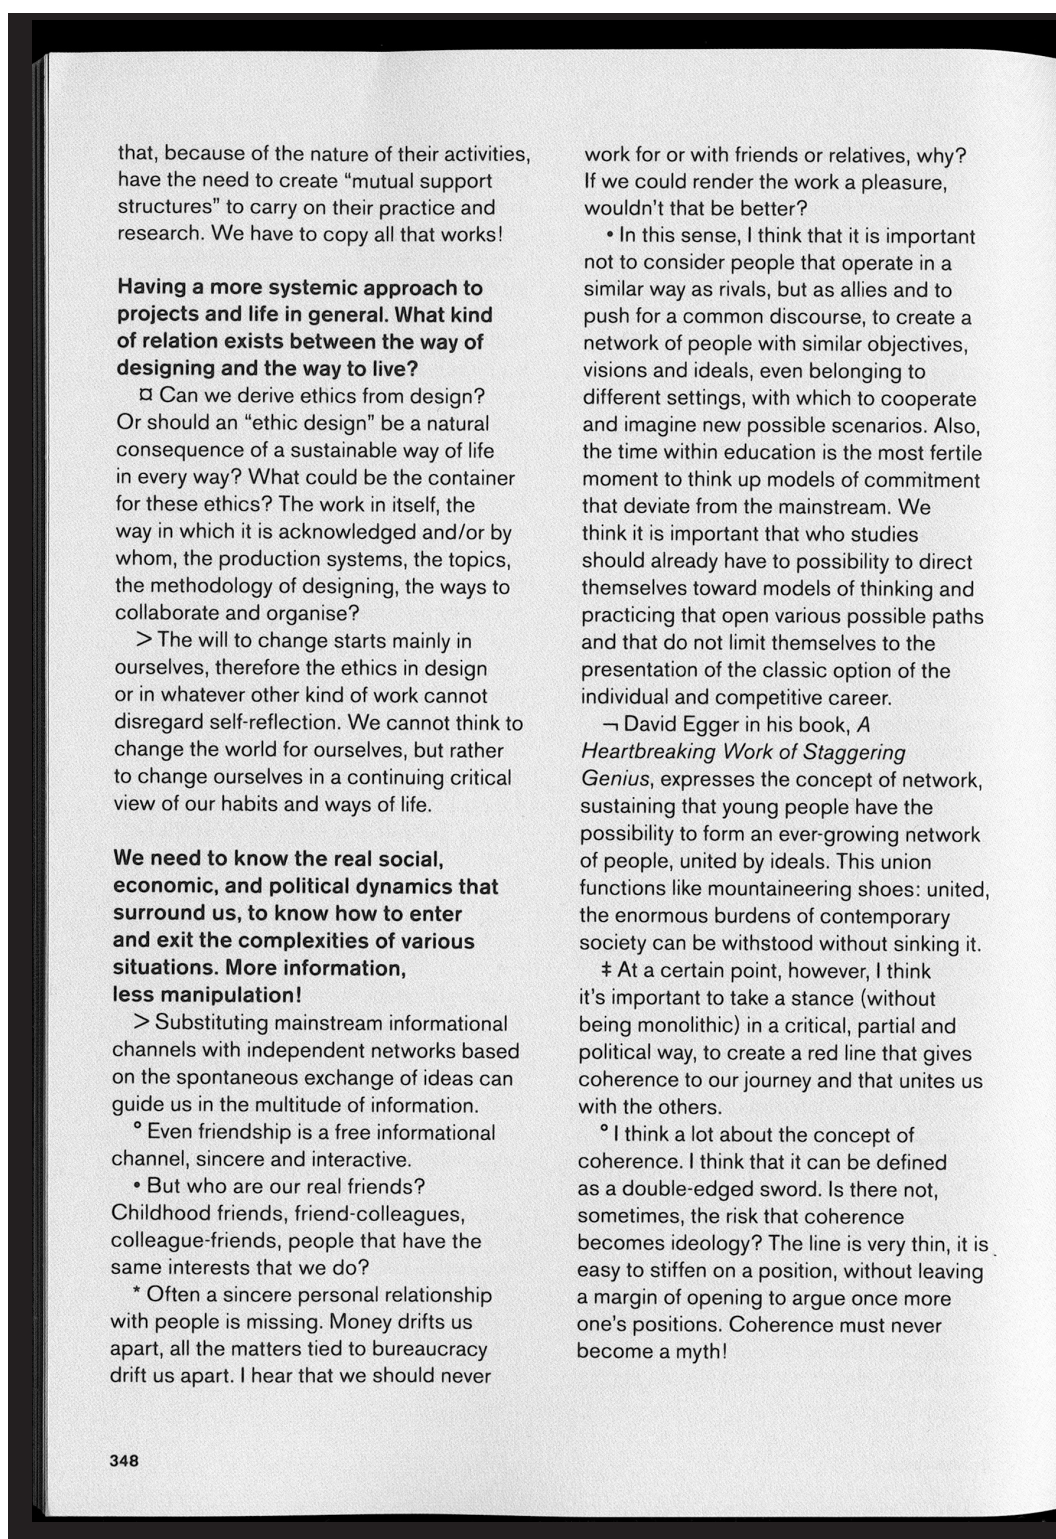 that, because of the nature of their activities,
have the need to create “mutual support
structures” to carry on their practice and
research. We have to copy all that works!
Having a more systemic approach to
projects and life in general. What kind
of relation exists between the way of
designing and the way to live?
¤ Can we derive ethics from design?
Or should an “ethic design” be a natural
consequence of a sustainable way of life
in every way? What could be the container
for these ethics? The work in itself, the
way in which it is acknowledged and/or by
whom, the production systems, the topics,
the methodology of designing, the ways to
collaborate and organise?
> The will to change starts mainly in
ourselves, therefore the ethics in design
or in whatever other kind of work cannot
disregard self-reflection. We cannot think to
change the world for ourselves, but rather
to change ourselves in a continuing critical
view of our habits and ways of life.
We need to know the real social,
economic, and political dynamics that
surround us, to know how to enter
and exit the complexities of various
situations. More information,
less manipulation!
> Substituting mainstream informational
channels with independent networks based
on the spontaneous exchange of ideas can
guide us in the multitude of information.
° Even friendship is a free informational
channel, sincere and interactive.
• But who are our real friends?
Childhood friends, friend-colleagues,
colleague-friends, people that have the
same interests that we do?
* Often a sincere personal relationship
with people is missing. Money drifts us
apart, all the matters tied to bureaucracy
drift us apart. I hear that we should never
work for or with friends or relatives, why?
If we could render the work a pleasure,
wouldn’t that be better?
• In this sense, I think that it is important
not to consider people that operate in a
similar way as rivals, but as allies and to
push for a common discourse, to create a
network of people with similar objectives,
visions and ideals, even belonging to
different settings, with which to cooperate
and imagine new possible scenarios. Also,
the time within education is the most fertile
moment to think up models of commitment
that deviate from the mainstream. We
think it is important that who studies
should already have to possibility to direct
themselves toward models of thinking and
practicing that open various possible paths
and that do not limit themselves to the
presentation of the classic option of the
individual and competitive career.
¬ David Egger in his book, A
Heartbreaking Work of Staggering
Genius, expresses the concept of network,
sustaining that young people have the
possibility to form an ever-growing network
of people, united by ideals. This union
functions like mountaineering shoes: united,
the enormous burdens of contemporary
society can be withstood without sinking it.
‡ At a certain point, however, I think
it’s important to take a stance (without
being monolithic) in a critical, partial and
political way, to create a red line that gives
coherence to our journey and that unites us
with the others.
° I think a lot about the concept of
coherence. I think that it can be defined
as a double-edged sword. Is there not,
sometimes, the risk that coherence
becomes ideology? The line is very thin, it is
easy to stiffen on a position, without leaving
a margin of opening to argue once more
one’s positions. Coherence must never
become a myth!
348